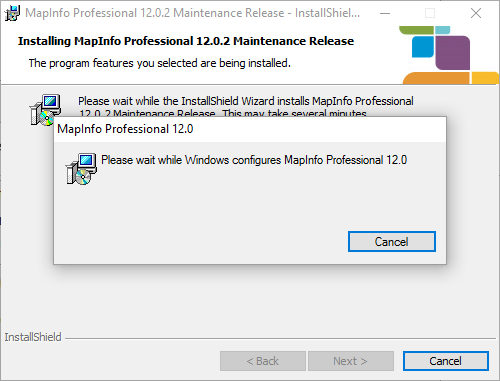 MapInfo Professional 12.0.2 Maintenance Release - InstallShield...
Installing MapInfo Professional 12.0.2 Maintenance Release
The program features you selected are being installed.
Please wait while the InstallShield Wizard installs MapInfo Professional
12.0.2 Maintenance Release. This may take several minutes.
MapInfo Professional 12.0
Please wait while Windows configures MapInfo Professional 12.0
Cancel
InstallShield
< Back
Next >
Cancel